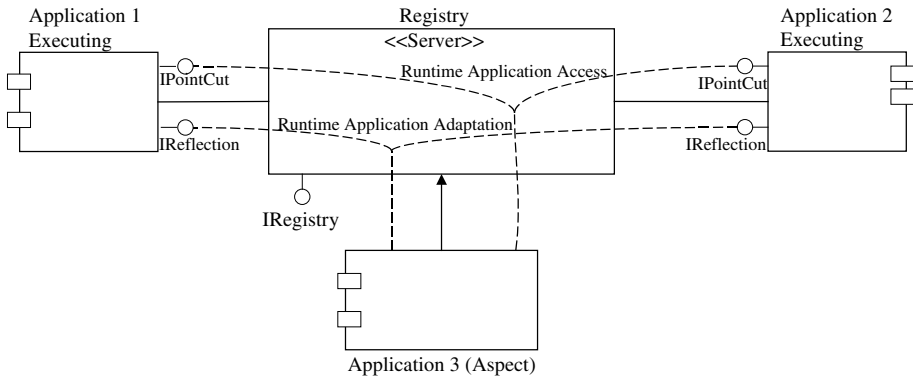 Application 1
Executing
Registry
<<Server>>
Application 2
Executing
IPointCut
Runtime Application Access
IPointCut
Runtime Application Adaptation
IReflection
IReflection
IRegistry
Application 3 (Aspect)